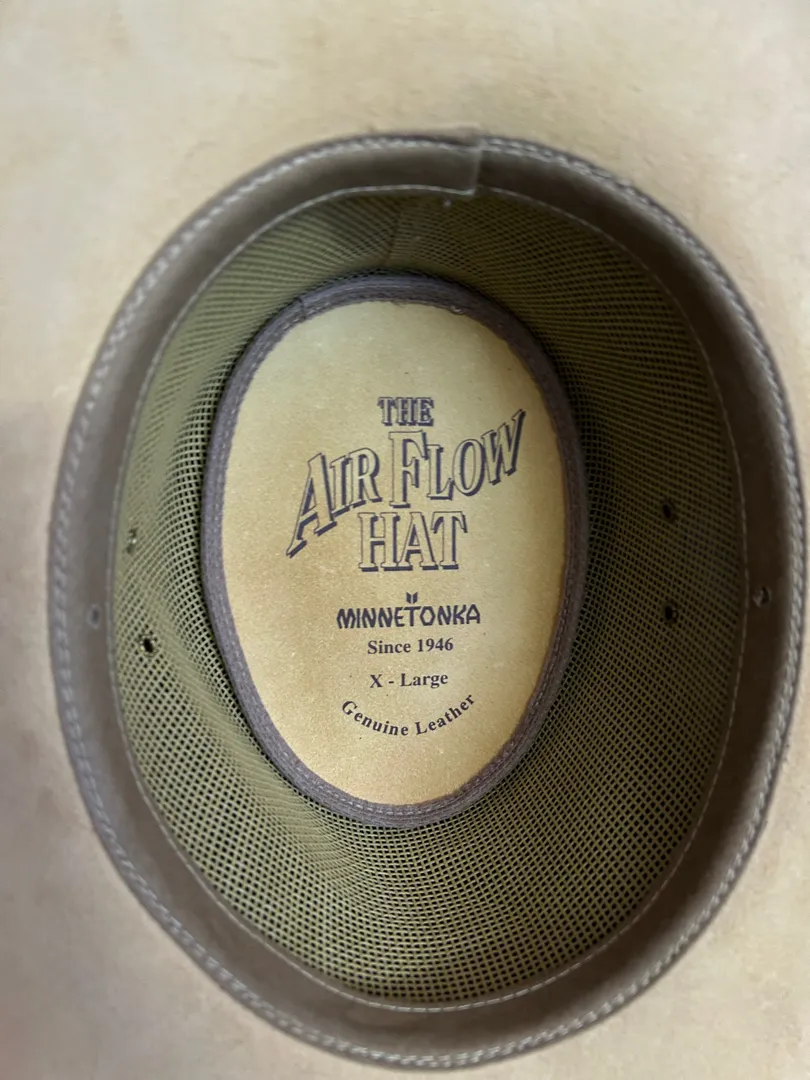 THE
AIR FLOW
HAT
MINNETONKA
Since 1946
X - Large
Genuine Leather